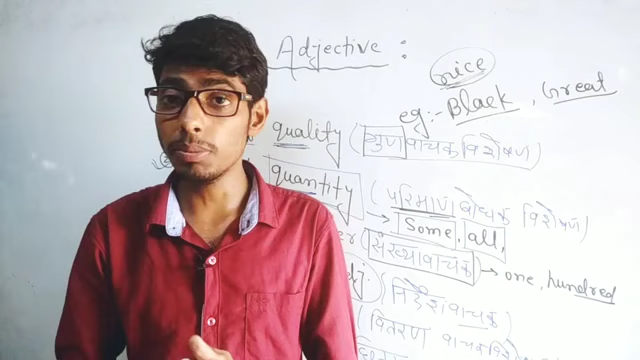 Adjective :
nice
eg:- Black, Great
quality (गुणवाचक विशेषण)
quantity (परिमाण बोधक विशेषण)
→ Some, all,
(संख्यावाचक) → one, hundred
(निर्देशवाचक)
(वितरण वाचक